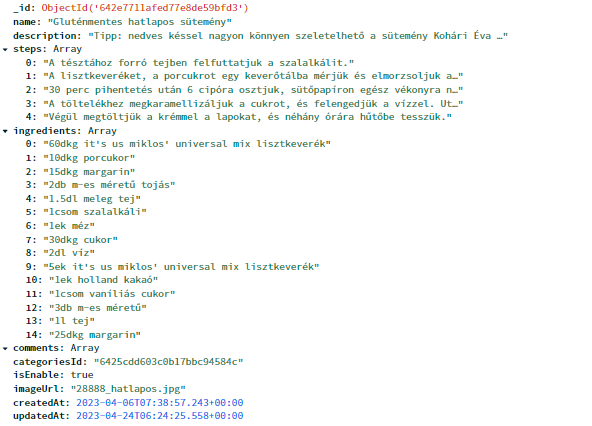 _id: ObjectId('642e7711afed77e8de59bfd3')
name: "Gluténmentes hatlapos sütemény"
description: "Tipp: nedves késsel nagyon könnyen szeletelhető a sütemény Kohári Éva …"
steps: Array
0: "A tésztához forró tejben felfuttatjuk a szalalkálit."
1: "A lisztkeveréket, a porcukrot egy keverőtálba mérjük és elmorzsoljuk a…"
2: "30 perc pihentetés után 6 cipóra osztjuk, sütőpapíron egész vékonyra n…"
3: "A töltelékhez megkaramellizáljuk a cukrot, és felengedjük a vízzel. Ut…"
4: "Végül megtöltjük a krémmel a lapokat, és néhány órára hűtőbe tesszük."
ingredients: Array
0: "60dkg it's us miklos' universal mix lisztkeverék"
1: "10dkg porcukor"
2: "15dkg margarin"
3: "2db m-es méretű tojás"
4: "1.5dl meleg tej"
5: "1csom szalalkáli"
6: "1ek méz"
7: "30dkg cukor"
8: "2dl víz"
9: "5ek it's us miklos' universal mix lisztkeverék"
10: "1ek holland kakaó"
11: "1csom vaníliás cukor"
12: "3db m-es méretű"
13: "1l tej"
14: "25dkg margarin"
comments: Array
categoriesId: "6425cdd603c0b17bbc94584c"
isEnable: true
imageUrl: "28888_hatlapos.jpg"
createdAt: 2023-04-06T07:38:57.243+00:00
updatedAt: 2023-04-24T06:24:25.558+00:00